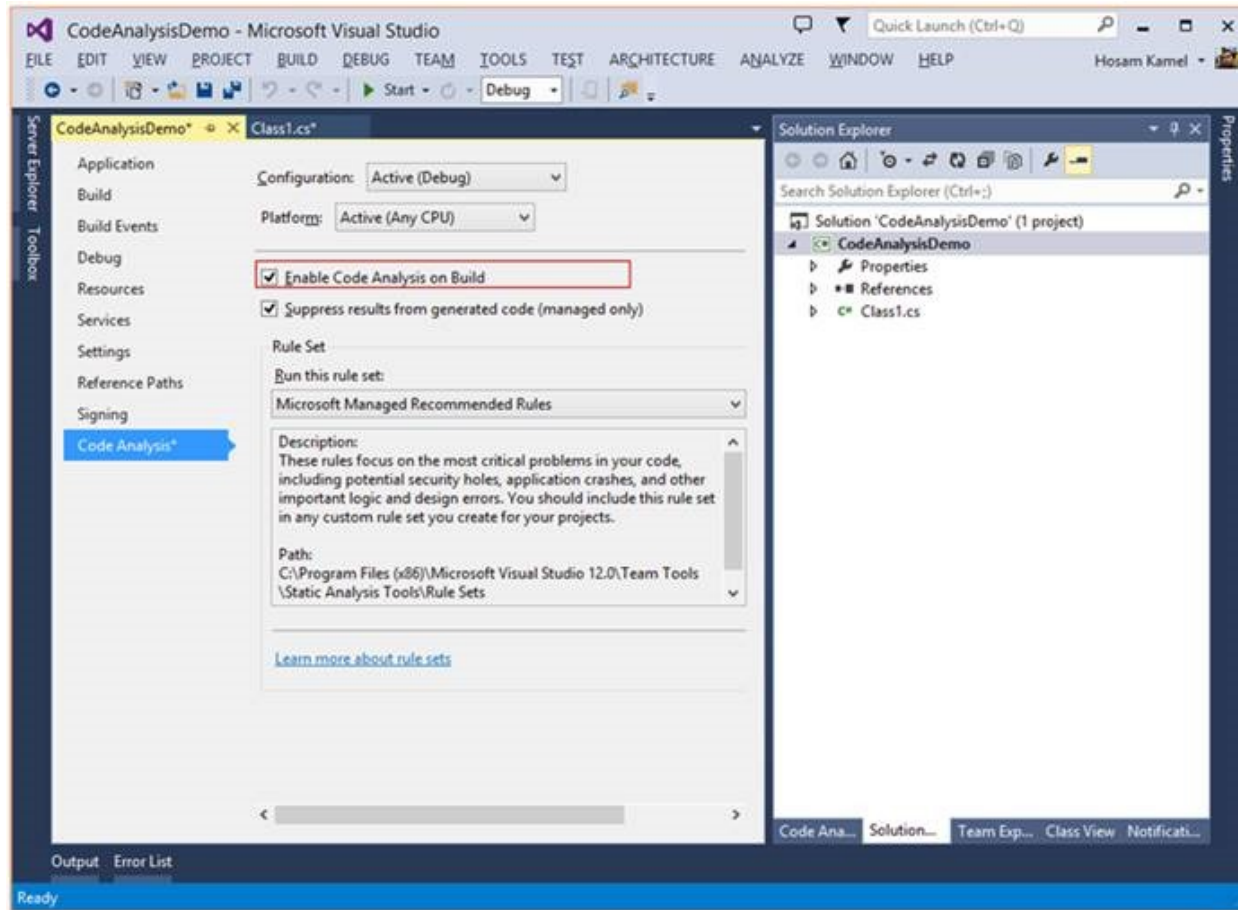 CodeAnalysisDemo - Microsoft Visual Studio
Quick Launch (Ctrl+Q)
FILE EDIT VIEW PROJECT BUILD DEBUG TEAM TOOLS TEST ARCHITECTURE ANALYZE WINDOW HELP
Hosam Kamel
Start
Debug
Server Explorer
Toolbox
CodeAnalysisDemo*
Class1.cs*
Application
Build
Build Events
Debug
Resources
Services
Settings
Reference Paths
Signing
Code Analysis*
Configuration: Active (Debug)
Platform: Active (Any CPU)
Enable Code Analysis on Build
Suppress results from generated code (managed only)
Rule Set
Run this rule set:
Microsoft Managed Recommended Rules
Description:
These rules focus on the most critical problems in your code,
including potential security holes, application crashes, and other
important logic and design errors. You should include this rule set
in any custom rule set you create for your projects.
Path:
C:\Program Files (x86)\Microsoft Visual Studio 12.0\Team Tools
\Static Analysis Tools\Rule Sets
Learn more about rule sets
Solution Explorer
Search Solution Explorer (Ctrl+;)
Solution 'CodeAnalysisDemo' (1 project)
C# CodeAnalysisDemo
Properties
References
C# Class1.cs
Code Ana... Solution... Team Exp... Class View Notificati...
Properties
Output Error List
Ready